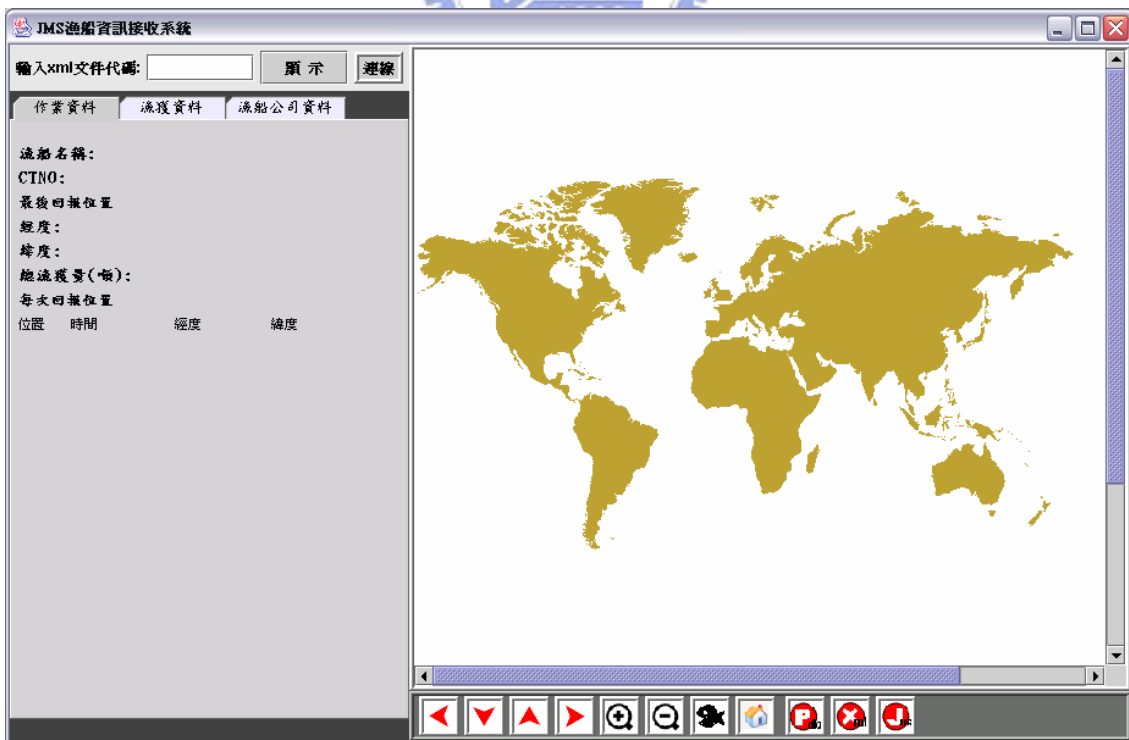 JMS漁船資訊接收系統
輸入xml文件代碼: 顯 示 連線
作業資料 漁獲資料 漁船公司資料
漁船名稱:
CTNO:
最後回報位置
經度:
緯度:
總漁獲量(噸):
每次回報位置
位置 時間 經度 緯度